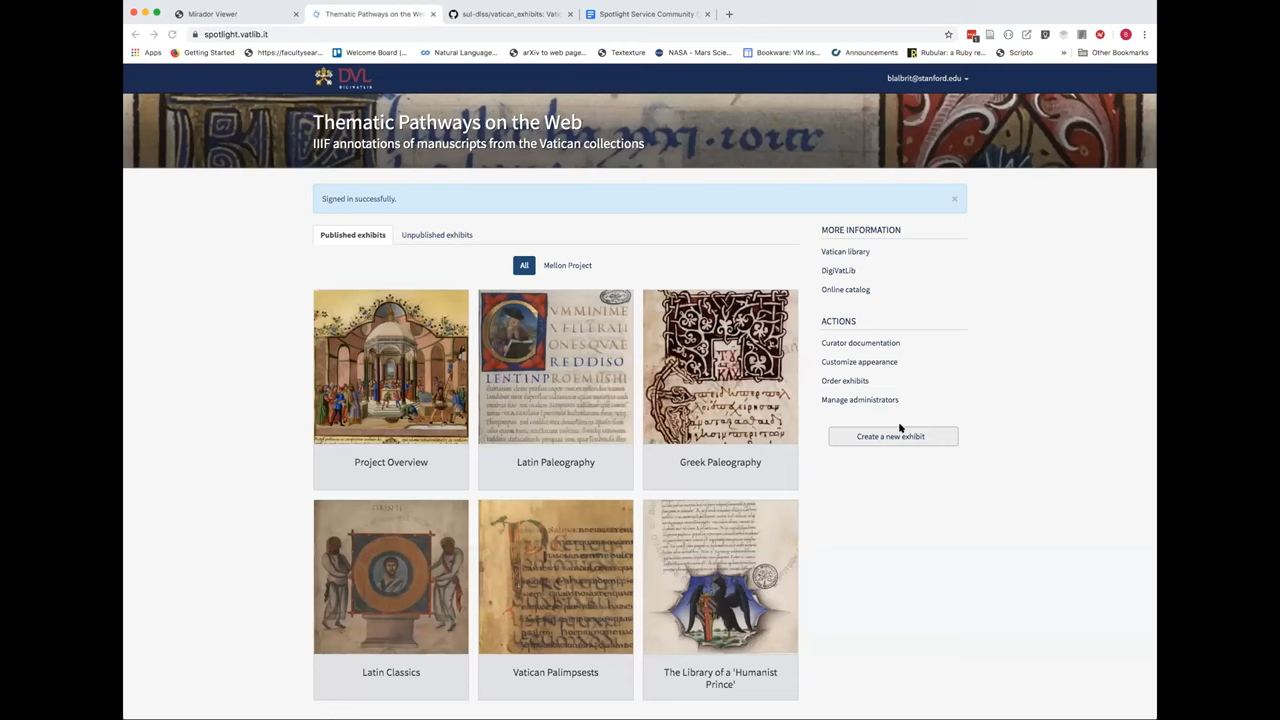 Mirador Viewer
Thematic Pathways on the We
sul-dlss/vatican_exhibits: Vati
Spotlight Service Community
spotlight.vatlib.it
Apps
Getting Started
https://facultysear...
Welcome Board |...
Natural Language...
arXiv to web page...
Textexture
NASA - Mars Scie...
Bookware: VM ins...
Announcements
Rubular: a Ruby re...
Scripto
Other Bookmarks
DVL
DIGIVATLIB
blalbrit@stanford.edu
Thematic Pathways on the Web
IIIF annotations of manuscripts from the Vatican collections
Signed in successfully.
Published exhibits
Unpublished exhibits
All
Mellon Project
Project Overview
Latin Paleography
Greek Paleography
Latin Classics
Vatican Palimpsests
The Library of a 'Humanist
Prince'
MORE INFORMATION
Vatican library
DigiVatLib
Online catalog
ACTIONS
Curator documentation
Customize appearance
Order exhibits
Manage administrators
Create a new exhibit